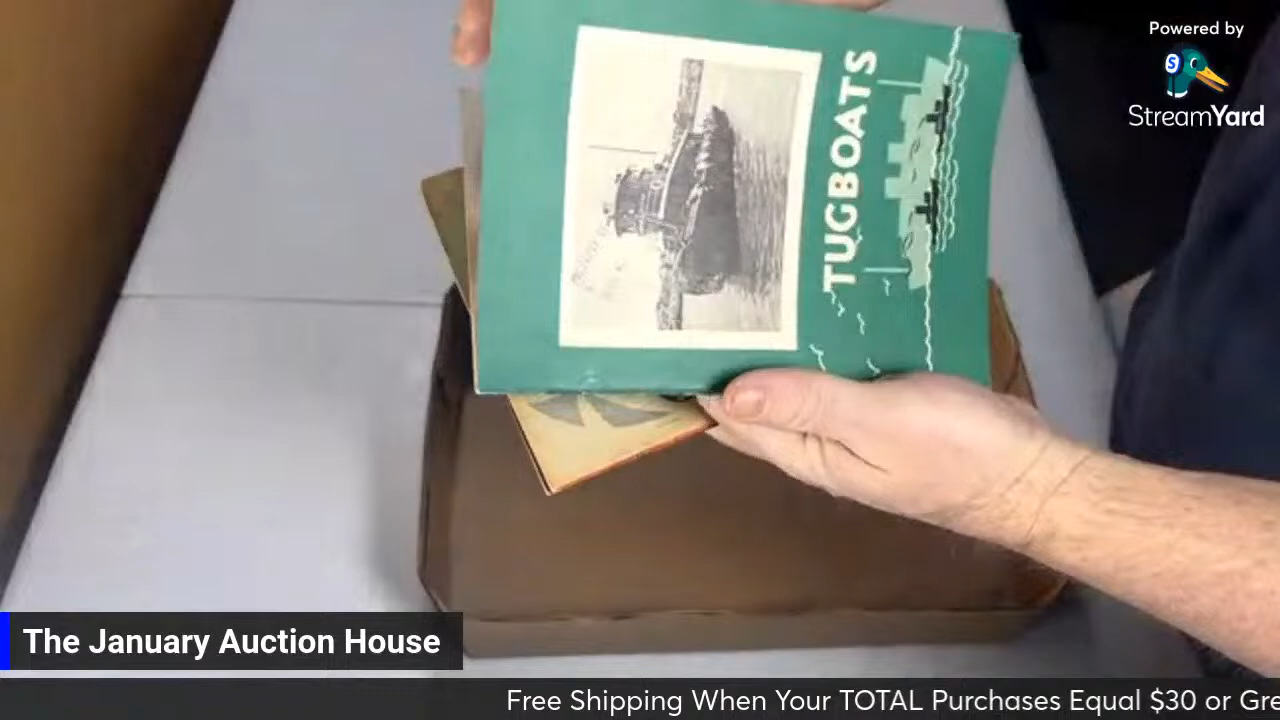 Powered by
StreamYard
TUGBOATS
The January Auction House
Free Shipping When Your TOTAL Purchases Equal $30 or Gre